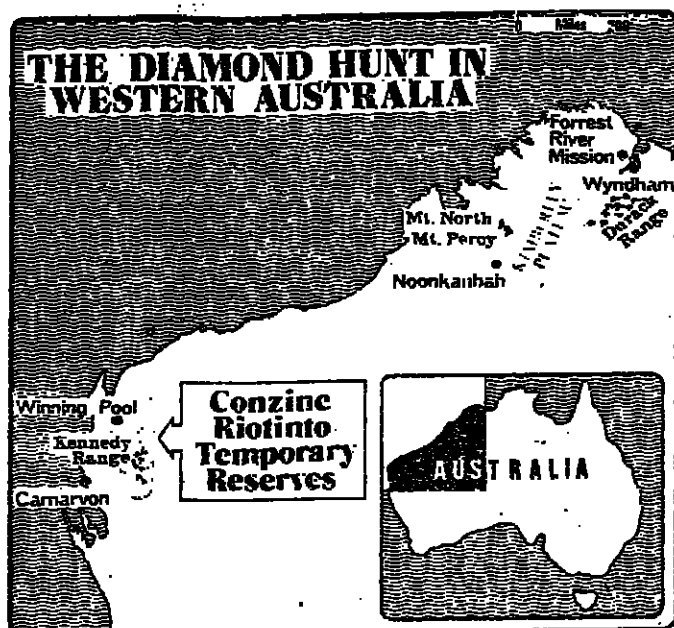 THE DIAMOND HUNT IN
WESTERN AUSTRALIA
0 Miles
Forrest
River
Mission
Wyndham
Durack
Range
Mt. North
Mt. Percy
Noonkanbah
Winning Pool
Kennedy
Range
Carnarvon
Conzinc
Riotinto
Temporary
Reserves
AUSTRALIA